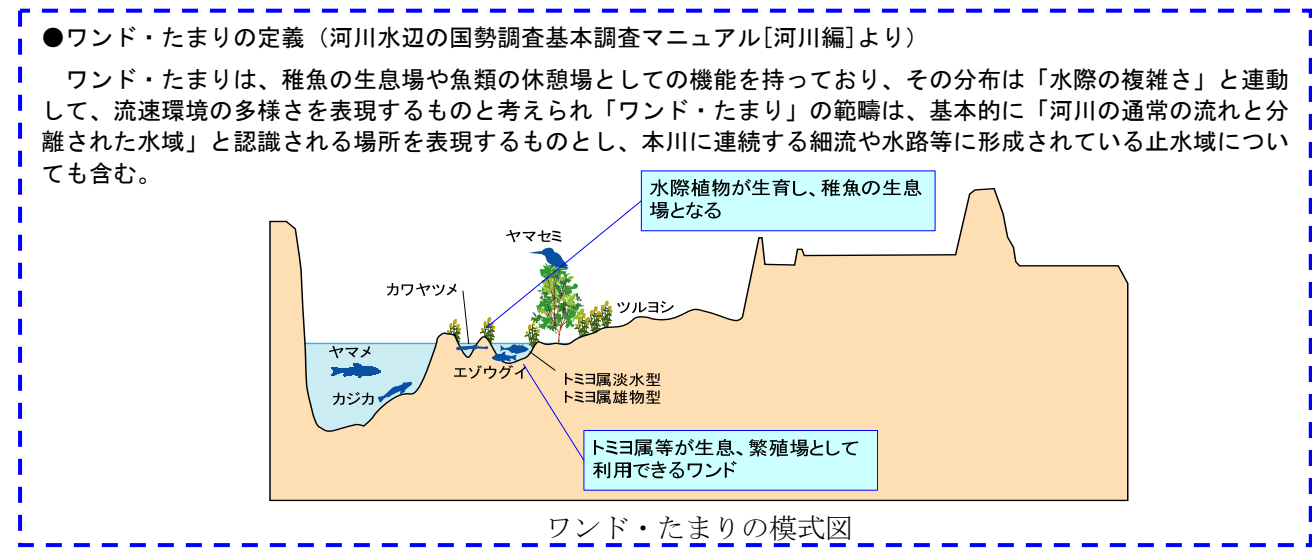 ●ワンド・たまりの定義（河川水辺の国勢調査基本調査マニュアル[河川編]より）
ワンド・たまりは、稚魚の生息場や魚類の休憩場としての機能を持っており、その分布は「水際の複雑さ」と連動
して、流速環境の多様さを表現するものと考えられ「ワンド・たまり」の範疇は、基本的に「河川の通常の流れと分
離された水域」と認識される場所を表現するものとし、本川に連続する細流や水路等に形成されている止水域につい
ても含む。
水際植物が生育し、稚魚の生息
場となる
ヤマセミ
カワヤツメ
ツルヨシ
ヤマメ
エゾウグイ
トミヨ属淡水型
トミヨ属雄物型
カジカ
トミヨ属等が生息、繁殖場として
利用できるワンド
ワンド・たまりの模式図